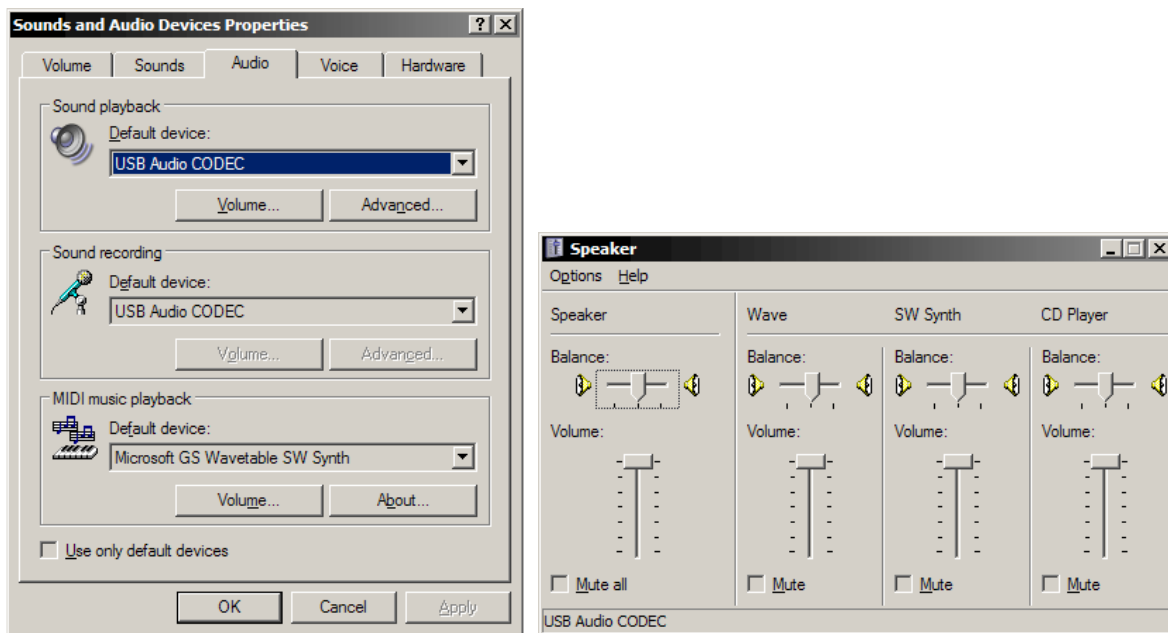 Sounds and Audio Devices Properties
Volume Sounds Audio Voice Hardware
Sound playback
Default device:
USB Audio CODEC
Volume... Advanced...
Sound recording
Default device:
USB Audio CODEC
Volume... Advanced...
MIDI music playback
Default device:
Microsoft GS Wavetable SW Synth
Volume... About...
Use only default devices
OK Cancel Apply
Speaker
Options Help
Speaker Wave SW Synth CD Player
Balance: Balance: Balance: Balance:
Volume: Volume: Volume: Volume:
Mute all Mute Mute Mute
USB Audio CODEC